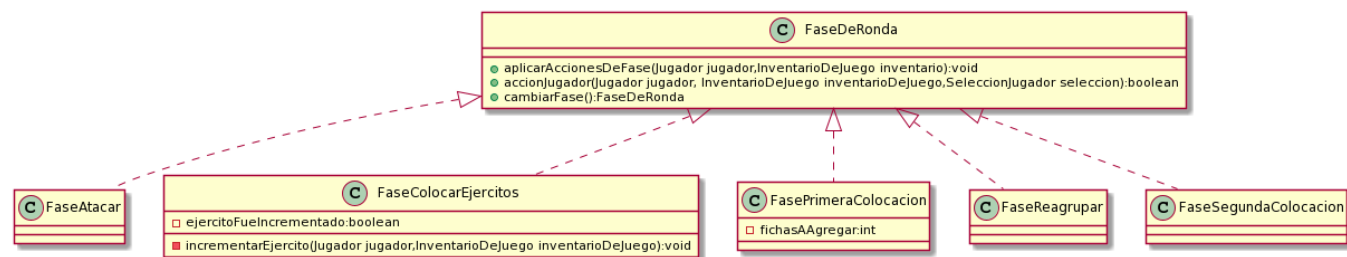 C FaseDeRonda
aplicarAccionesDeFase(Jugador jugador,InventarioDeJuego inventario):void
accionJugador(Jugador jugador, InventarioDeJuego inventarioDeJuego,SeleccionJugador seleccion):boolean
cambiarFase():FaseDeRonda
C FaseAtacar
C FaseColocarEjercitos
ejercitoFueIncrementado:boolean
incrementarEjercito(Jugador jugador,InventarioDeJuego inventarioDeJuego):void
C FasePrimeraColocacion
fichasAAgregar:int
C FaseReagrupar
C FaseSegundaColocacion